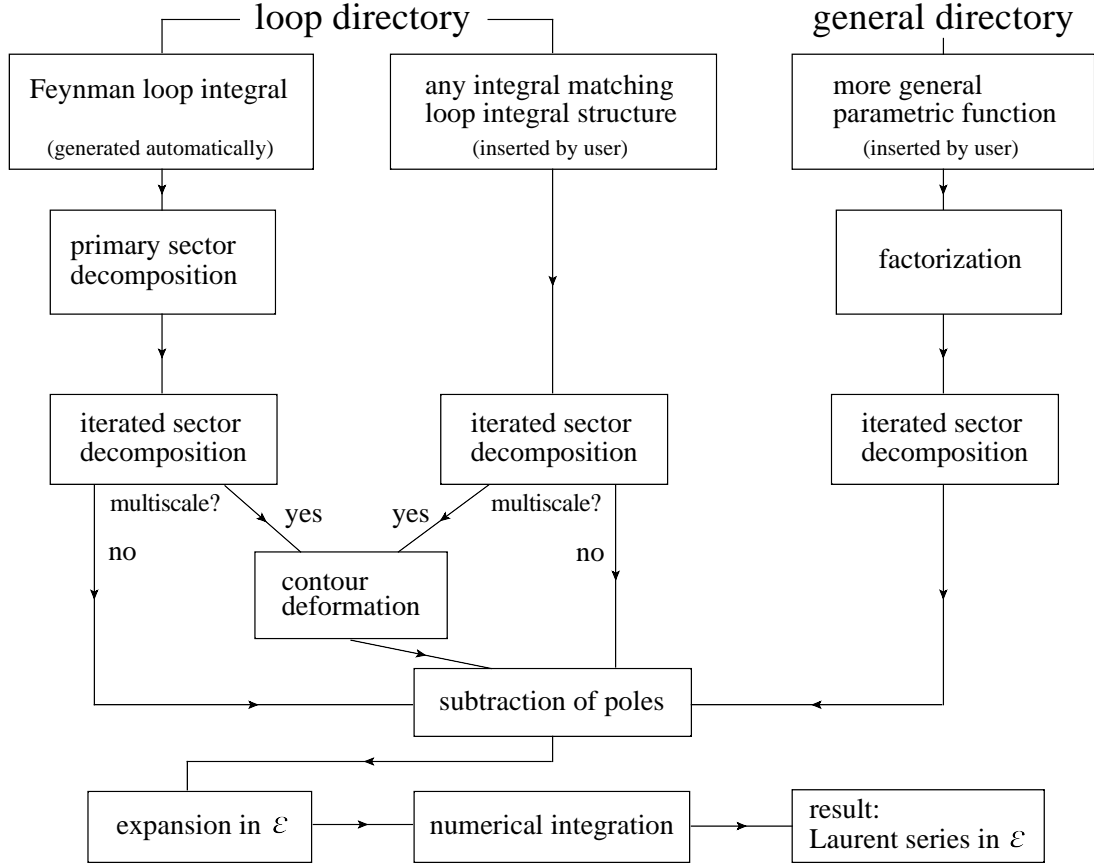 loop directory
general directory
Feynman loop integral
(generated automatically)
any integral matching
loop integral structure
(inserted by user)
more general
parametric function
(inserted by user)
primary sector
decomposition
factorization
iterated sector
decomposition
iterated sector
decomposition
iterated sector
decomposition
multiscale?
yes
no
yes
multiscale?
no
contour
deformation
subtraction of poles
expansion in ε
numerical integration
result:
Laurent series in ε